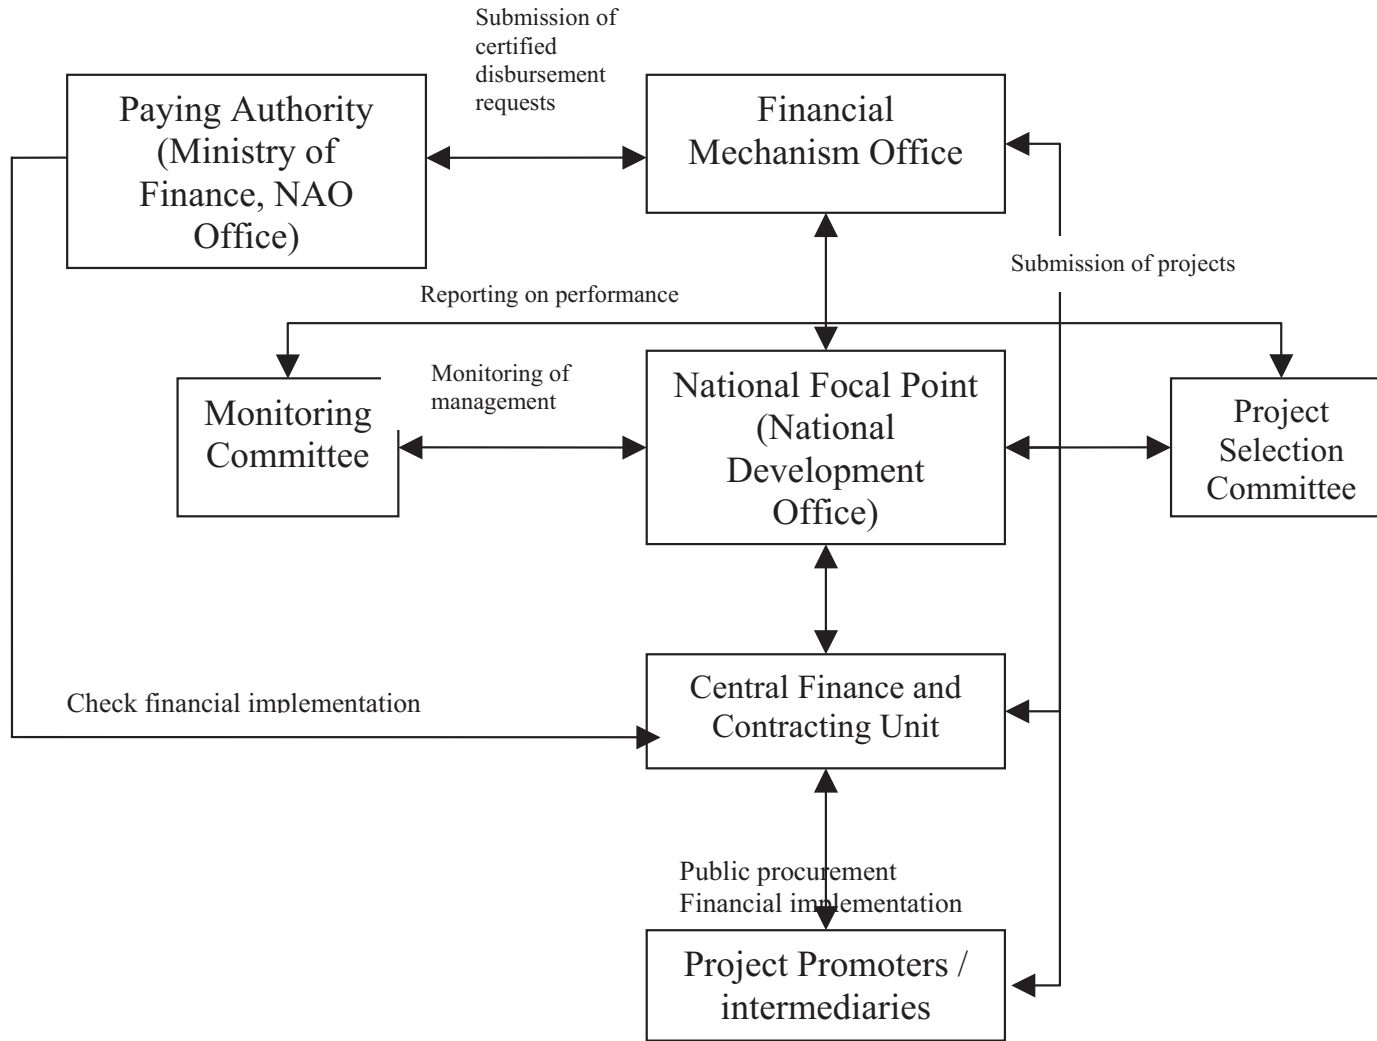 Submission of
certified
disbursement
requests
Paying Authority
(Ministry of
Finance, NAO
Office)
Financial
Mechanism Office
Submission of projects
Reporting on performance
Monitoring
Committee
Monitoring of
management
National Focal Point
(National
Development
Office)
Project
Selection
Committee
Check financial implementation
Central Finance and
Contracting Unit
Public procurement
Financial implementation
Project Promoters /
intermediaries